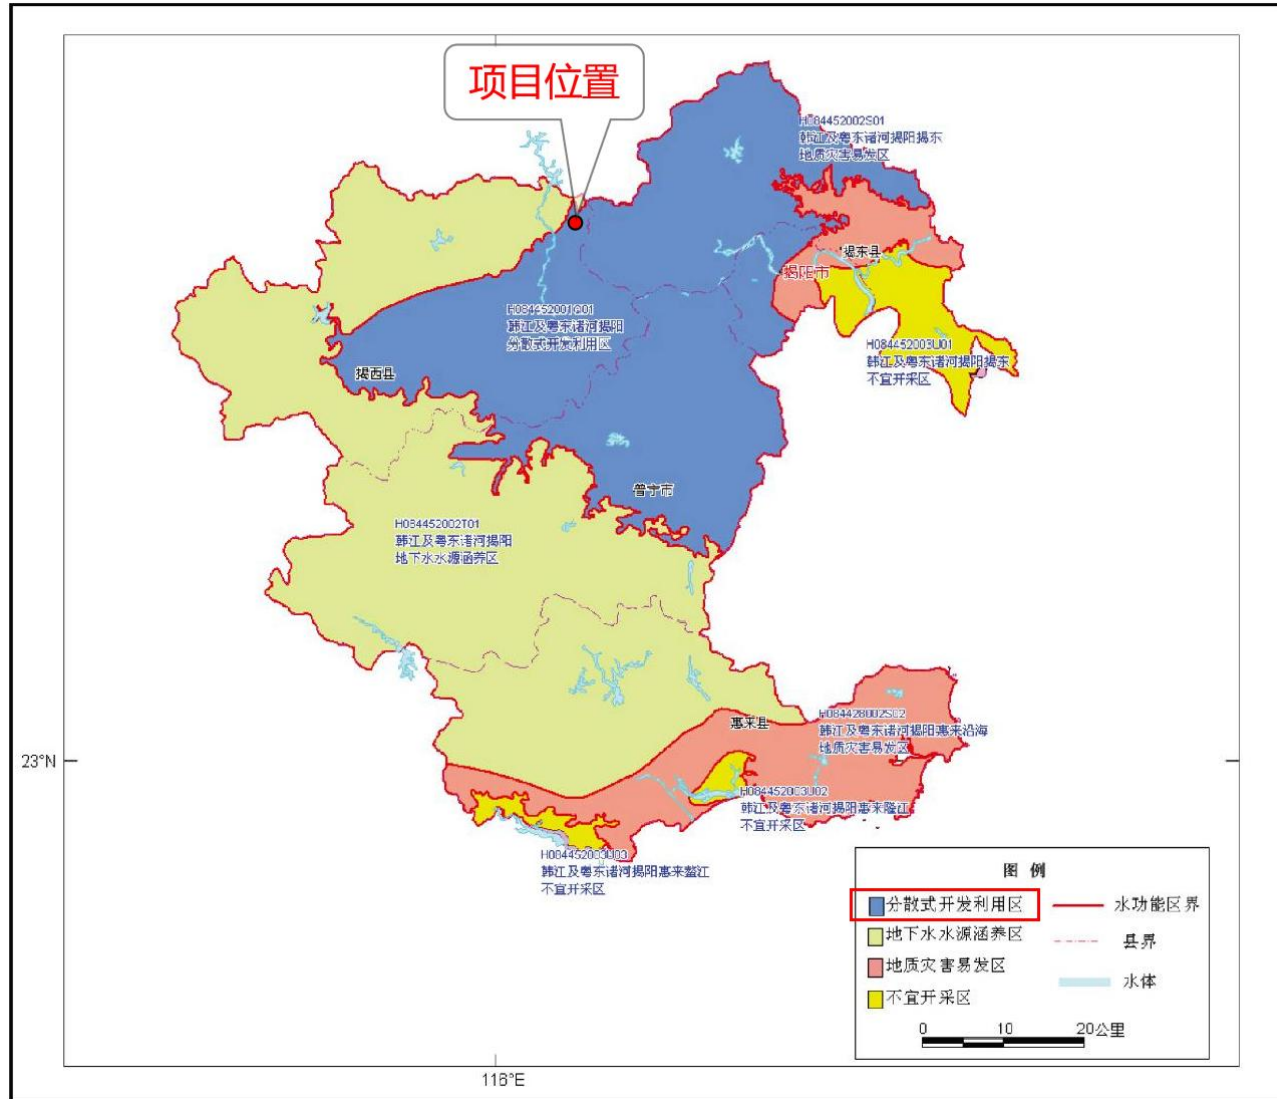 项目位置
H084452002S01
韩江及粤东诸河揭阳揭东
地质灾害易发区
揭东县
揭阳市
H084452001Q01
韩江及粤东诸河揭阳
分散式开发利用区
H084452003U01
韩江及粤东诸河揭阳揭东
不宜开采区
揭西县
普宁市
H084452002T01
韩江及粤东诸河揭阳
地下水水源涵养区
惠来县
H084428002S02
韩江及粤东诸河揭阳惠来沿海
地质灾害易发区
23°N
H084452003U02
韩江及粤东诸河揭阳惠来隆江
不宜开采区
H084452003U03
韩江及粤东诸河揭阳惠来鳌江
不宜开采区
图 例
分散式开发利用区 水功能区界
地下水水源涵养区 县界
地质灾害易发区 水体
不宜开采区
0 10 20公里
116°E